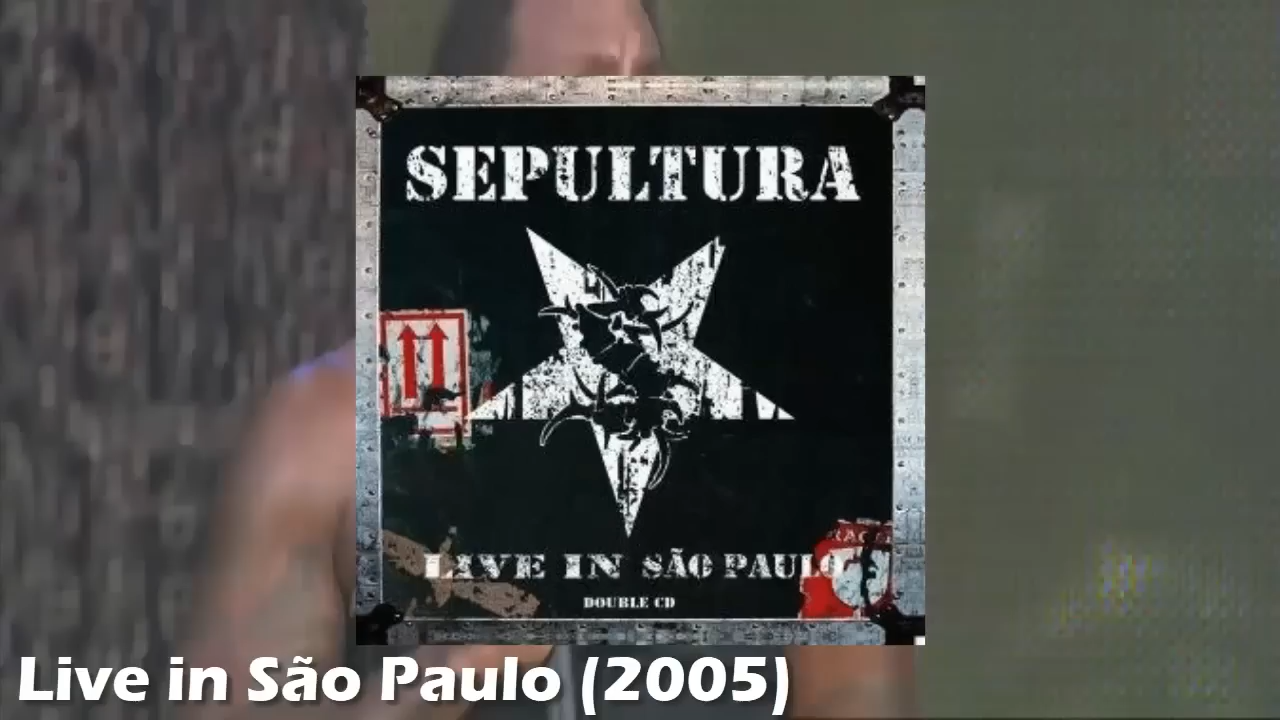 SEPULTURA
LIVE IN SÃO PAULO
DOUBLE CD
Live in São Paulo (2005)